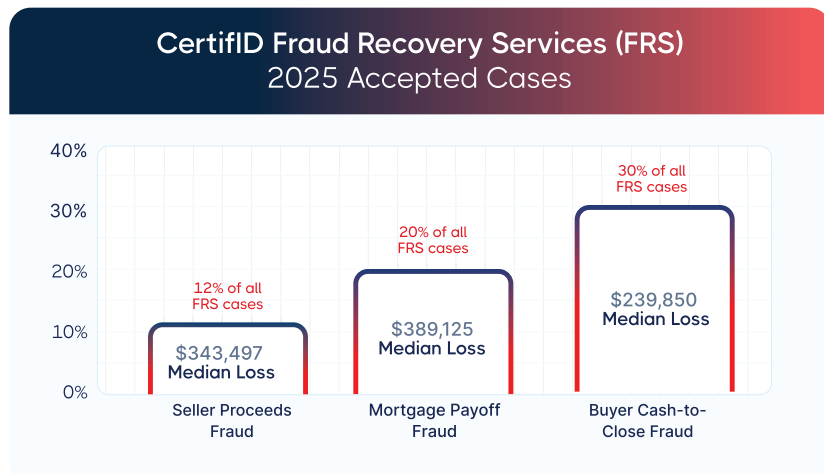 CertifID Fraud Recovery Services (FRS)
2025 Accepted Cases
40%
30%
20%
10%
0%
12% of all
FRS cases
$343,497
Median Loss
Seller Proceeds
Fraud
20% of all
FRS cases
$389,125
Median Loss
Mortgage Payoff
Fraud
30% of all
FRS cases
$239,850
Median Loss
Buyer Cash-to-
Close Fraud